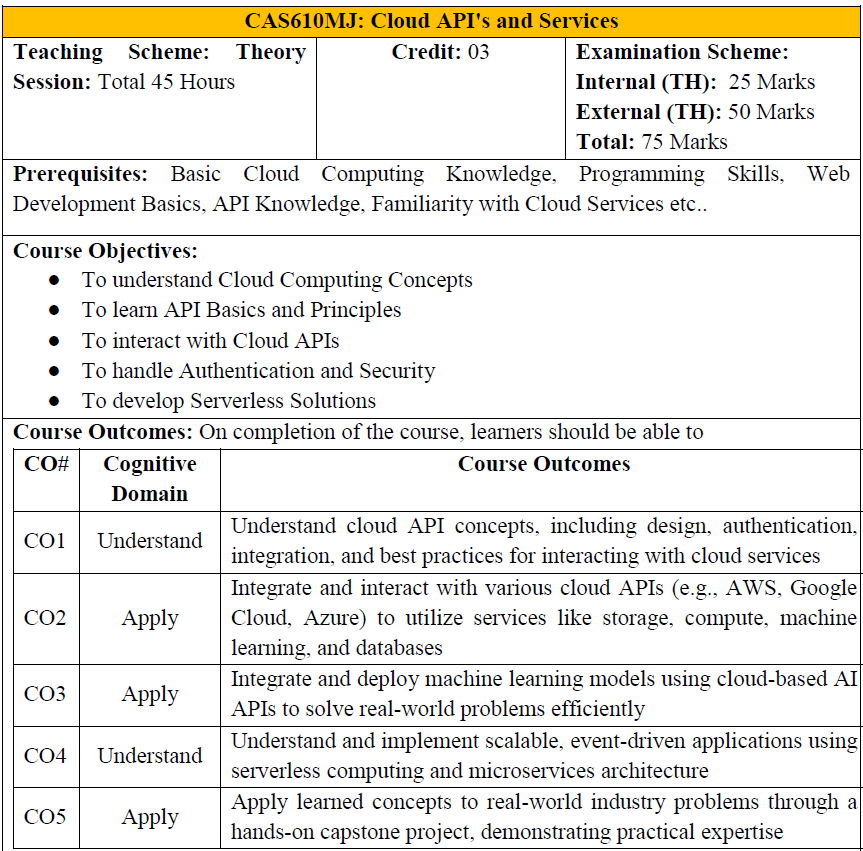 CAS610MJ: Cloud API's and Services
Teaching Scheme: Theory
Session: Total 45 Hours
Credit: 03
Examination Scheme:
Internal (TH): 25 Marks
External (TH): 50 Marks
Total: 75 Marks
Prerequisites: Basic Cloud Computing Knowledge, Programming Skills, Web
Development Basics, API Knowledge, Familiarity with Cloud Services etc..
Course Objectives:
● To understand Cloud Computing Concepts
● To learn API Basics and Principles
● To interact with Cloud APIs
● To handle Authentication and Security
● To develop Serverless Solutions
Course Outcomes: On completion of the course, learners should be able to
CO#
Cognitive
Domain
Course Outcomes
CO1
Understand
Understand cloud API concepts, including design, authentication,
integration, and best practices for interacting with cloud services
CO2
Apply
Integrate and interact with various cloud APIs (e.g., AWS, Google
Cloud, Azure) to utilize services like storage, compute, machine
learning, and databases
CO3
Apply
Integrate and deploy machine learning models using cloud-based AI
APIs to solve real-world problems efficiently
CO4
Understand
Understand and implement scalable, event-driven applications using
serverless computing and microservices architecture
CO5
Apply
Apply learned concepts to real-world industry problems through a
hands-on capstone project, demonstrating practical expertise